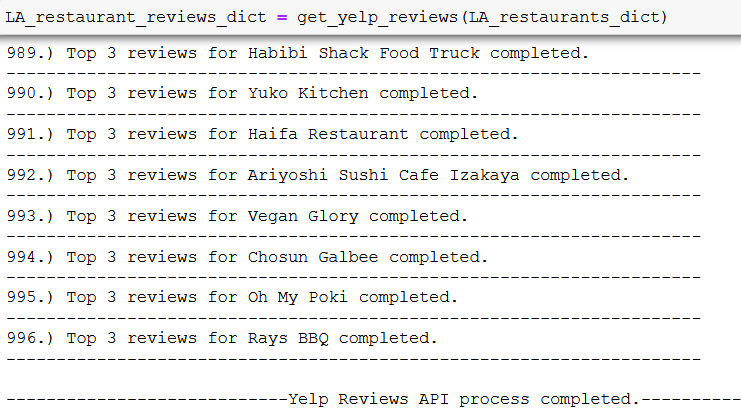 LA_restaurant_reviews_dict = get_yelp_reviews(LA_restaurants_dict)
989.) Top 3 reviews for Habibi Shack Food Truck completed.
---------------------------------------------------------------------
990.) Top 3 reviews for Yuko Kitchen completed.
---------------------------------------------------------------------
991.) Top 3 reviews for Haifa Restaurant completed.
---------------------------------------------------------------------
992.) Top 3 reviews for Ariyoshi Sushi Cafe Izakaya completed.
---------------------------------------------------------------------
993.) Top 3 reviews for Vegan Glory completed.
---------------------------------------------------------------------
994.) Top 3 reviews for Chosun Galbee completed.
---------------------------------------------------------------------
995.) Top 3 reviews for Oh My Poki completed.
---------------------------------------------------------------------
996.) Top 3 reviews for Rays BBQ completed.
---------------------------------------------------------------------
----------------------------Yelp Reviews API process completed.----------